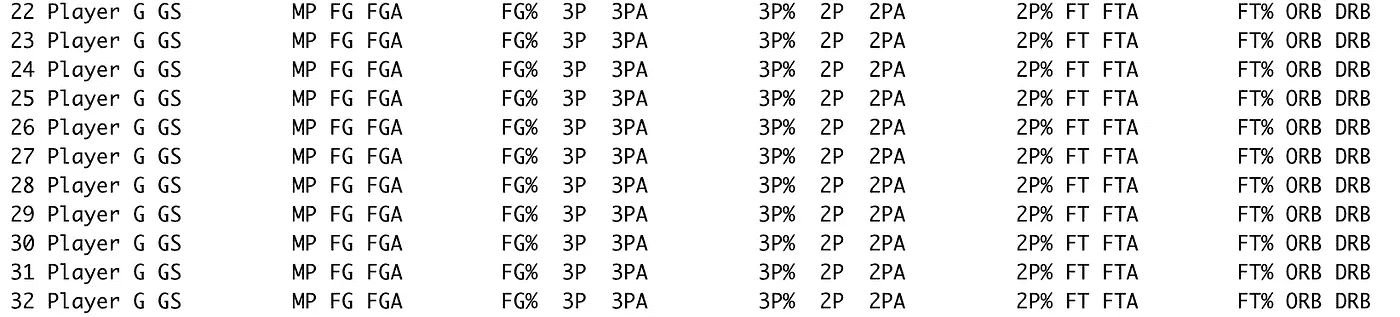 22 Player G GS MP FG FGA FG% 3P 3PA 3P% 2P 2PA 2P% FT FTA FT% ORB DRB
23 Player G GS MP FG FGA FG% 3P 3PA 3P% 2P 2PA 2P% FT FTA FT% ORB DRB
24 Player G GS MP FG FGA FG% 3P 3PA 3P% 2P 2PA 2P% FT FTA FT% ORB DRB
25 Player G GS MP FG FGA FG% 3P 3PA 3P% 2P 2PA 2P% FT FTA FT% ORB DRB
26 Player G GS MP FG FGA FG% 3P 3PA 3P% 2P 2PA 2P% FT FTA FT% ORB DRB
27 Player G GS MP FG FGA FG% 3P 3PA 3P% 2P 2PA 2P% FT FTA FT% ORB DRB
28 Player G GS MP FG FGA FG% 3P 3PA 3P% 2P 2PA 2P% FT FTA FT% ORB DRB
29 Player G GS MP FG FGA FG% 3P 3PA 3P% 2P 2PA 2P% FT FTA FT% ORB DRB
30 Player G GS MP FG FGA FG% 3P 3PA 3P% 2P 2PA 2P% FT FTA FT% ORB DRB
31 Player G GS MP FG FGA FG% 3P 3PA 3P% 2P 2PA 2P% FT FTA FT% ORB DRB
32 Player G GS MP FG FGA FG% 3P 3PA 3P% 2P 2PA 2P% FT FTA FT% ORB DRB